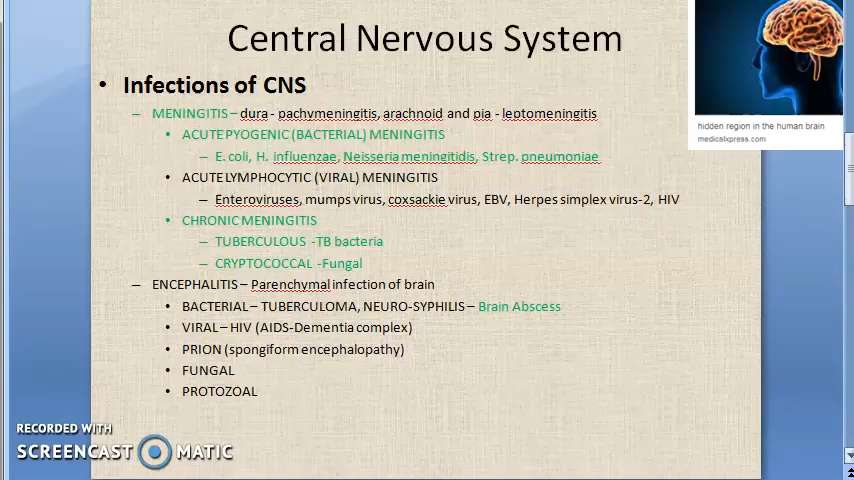 Central Nervous System
• Infections of CNS
– MENINGITIS – dura - pachymeningitis, arachnoid and pia - leptomeningitis
• ACUTE PYOGENIC (BACTERIAL) MENINGITIS
– E. coli, H. influenzae, Neisseria meningitidis, Strep. pneumoniae
• ACUTE LYMPHOCYTIC (VIRAL) MENINGITIS
– Enteroviruses, mumps virus, coxsackie virus, EBV, Herpes simplex virus-2, HIV
• CHRONIC MENINGITIS
– TUBERCULOUS -TB bacteria
– CRYPTOCOCCAL -Fungal
– ENCEPHALITIS – Parenchymal infection of brain
• BACTERIAL – TUBERCULOMA, NEURO-SYPHILIS – Brain Abscess
• VIRAL – HIV (AIDS-Dementia complex)
• PRION (spongiform encephalopathy)
• FUNGAL
• PROTOZOAL
hidden region in the human brain
medicalxpress.com
RECORDED WITH
SCREENCAST MATIC